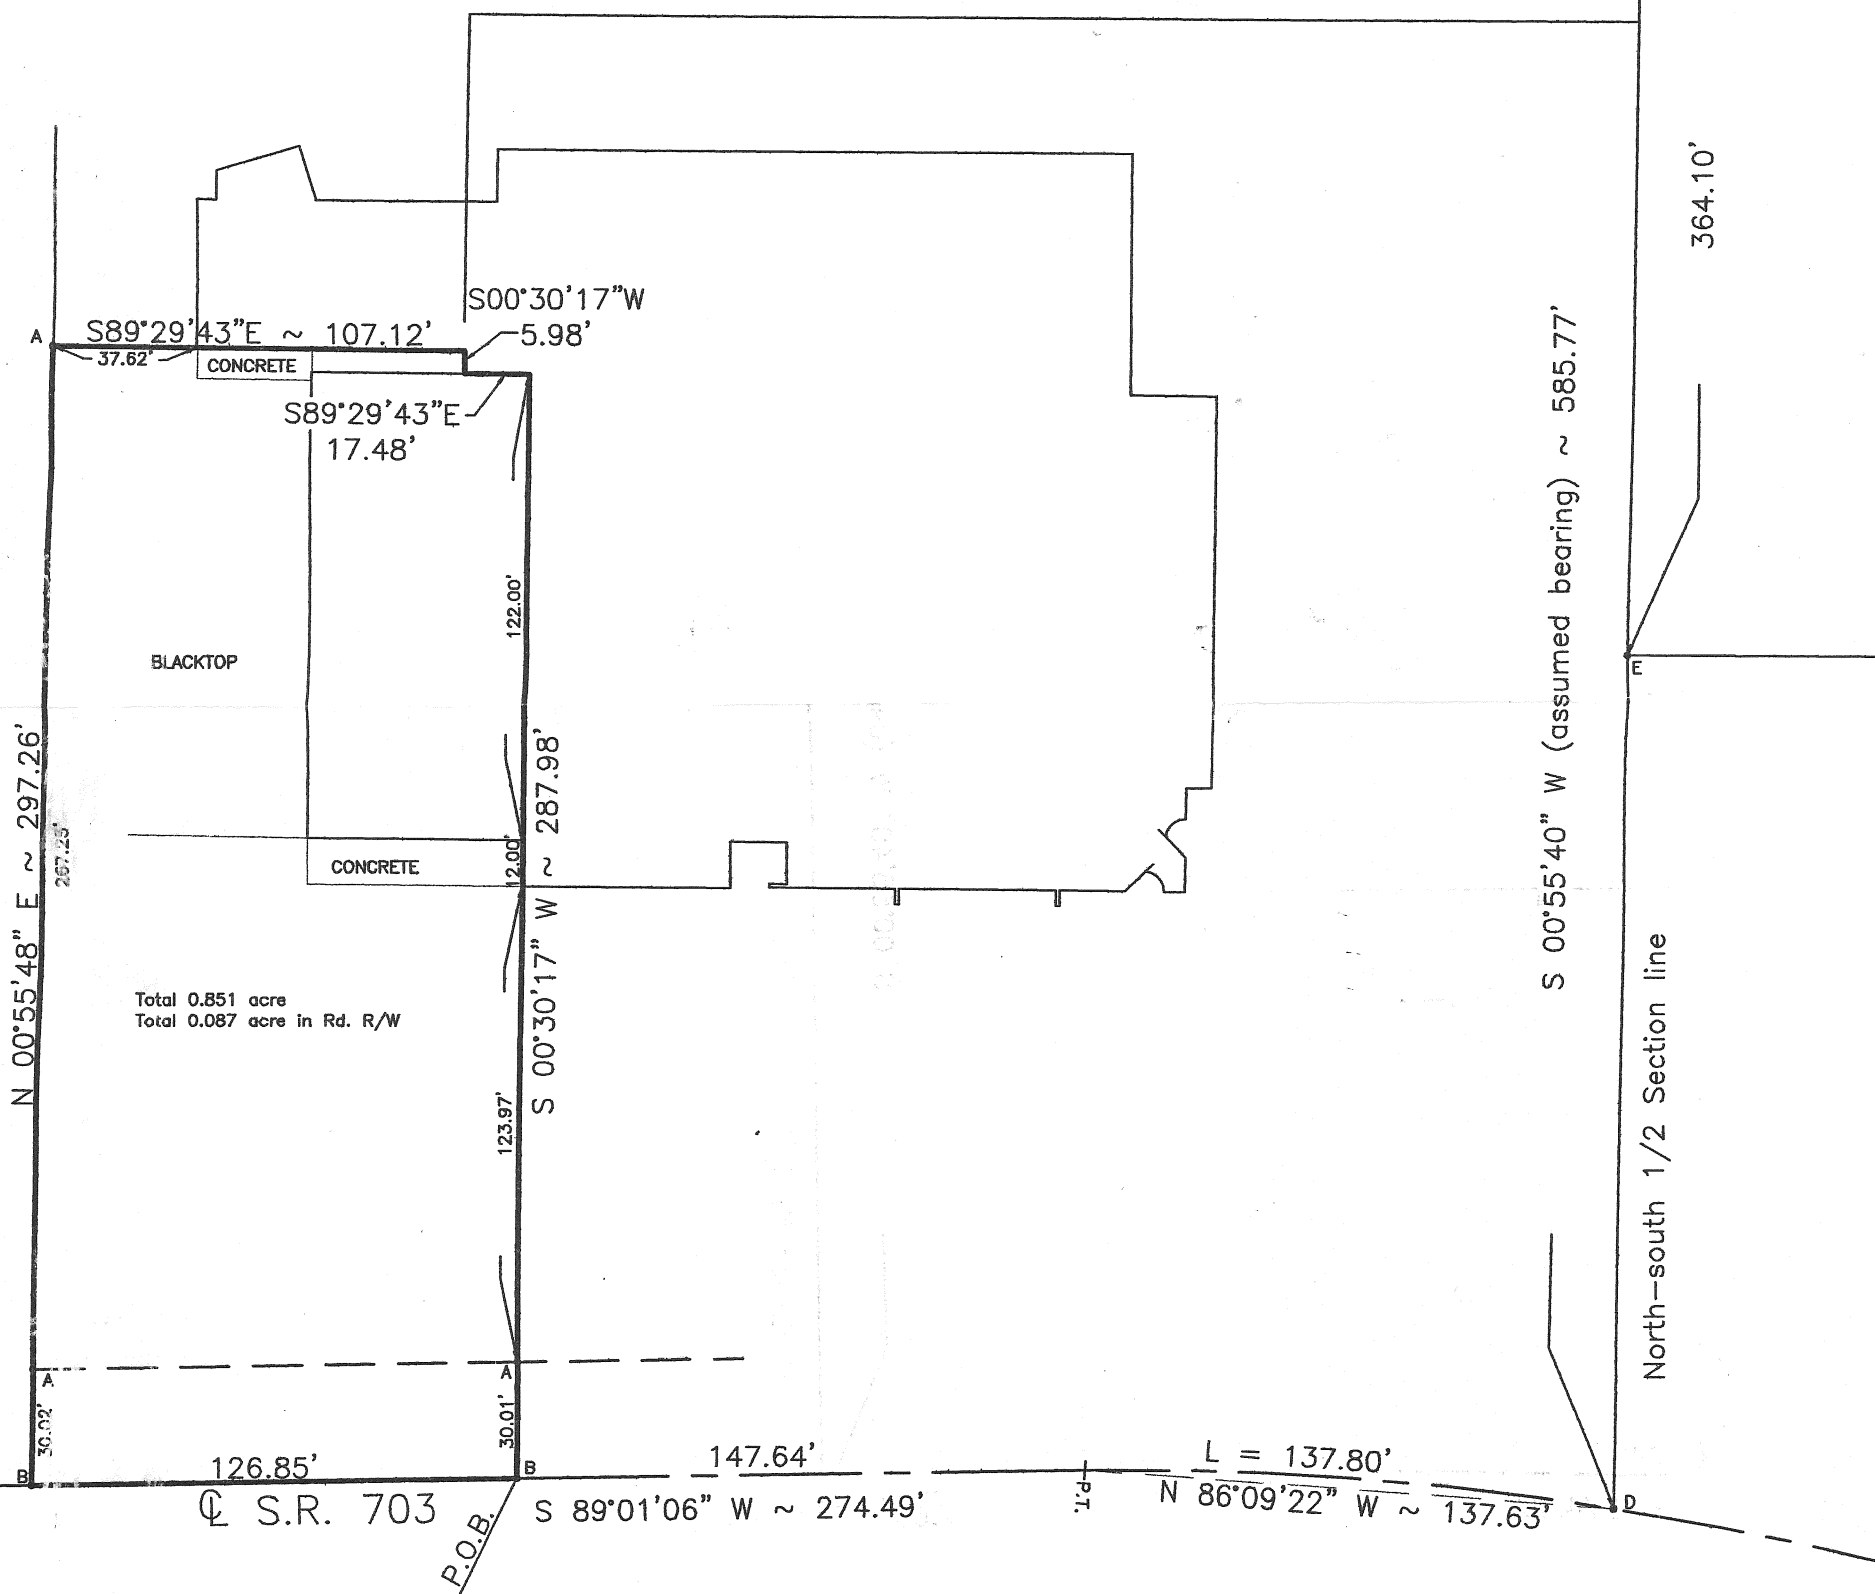 364.10'
S00°30'17"W
5.98'
A
S89°29'43"E ~ 107.12'
37.62'
CONCRETE
S89°29'43"E
17.48'
S 00°55'40" W (assumed bearing) ~ 585.77'
122.00'
BLACKTOP
E
N 00°55'48" E ~ 297.26'
267.25'
S 00°30'17" W ~ 287.98'
12.00'
CONCRETE
Total 0.851 acre
Total 0.087 acre in Rd. R/W
123.97'
North-south 1/2 Section line
A
A
30.02'
30.01'
B
126.85'
B
147.64'
L = 137.80'
D
℄ S.R. 703
P.O.B.
S 89°01'06" W ~ 274.49'
P.T.
N 86°09'22" W ~ 137.63'